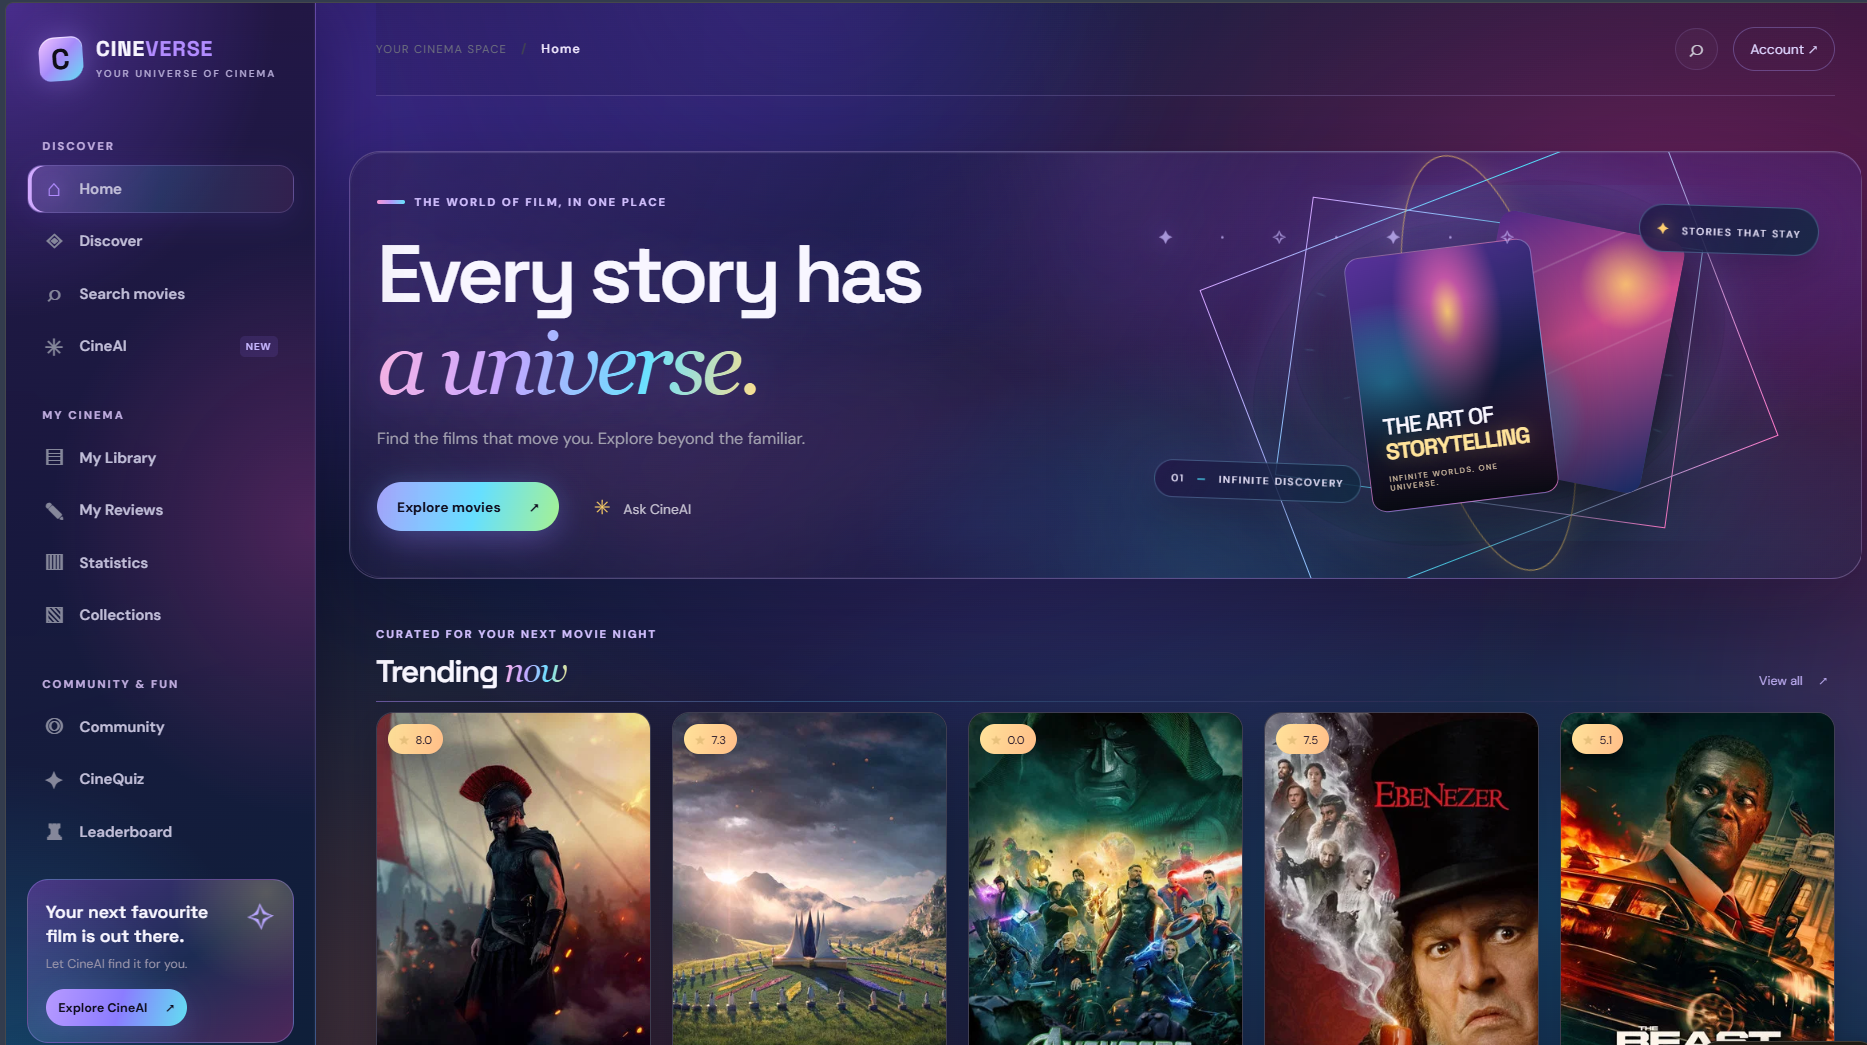 C
CINEVERSE
YOUR UNIVERSE OF CINEMA
DISCOVER
Home
Discover
Search movies
CineAI NEW
MY CINEMA
My Library
My Reviews
Statistics
Collections
COMMUNITY & FUN
Community
CineQuiz
Leaderboard
Your next favourite
film is out there.
Let CineAI find it for you.
Explore CineAI ↗
YOUR CINEMA SPACE / Home
Account ↗
THE WORLD OF FILM, IN ONE PLACE
Every story has
a universe.
Find the films that move you. Explore beyond the familiar.
Explore movies ↗
Ask CineAI
STORIES THAT STAY
THE ART OF
STORYTELLING
INFINITE WORLDS. ONE
UNIVERSE.
01 — INFINITE DISCOVERY
CURATED FOR YOUR NEXT MOVIE NIGHT
Trending now
View all ↗
8.0
7.3
0.0
7.5
5.1
EBENEZER
THE
BEAST